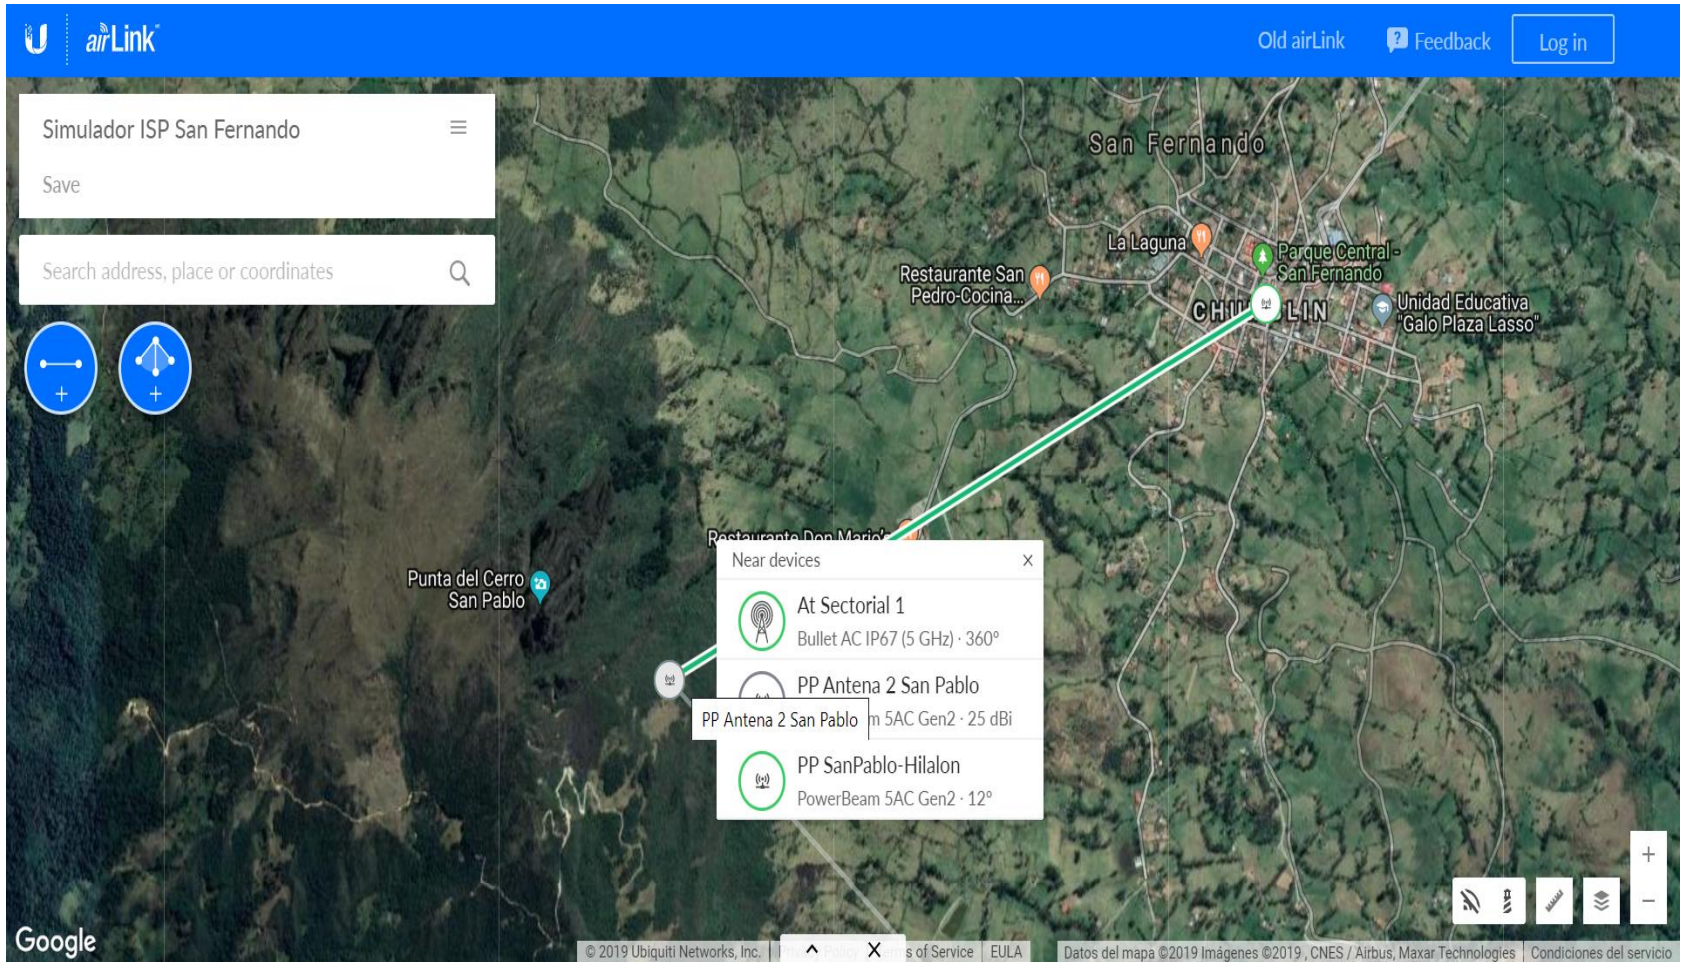 U airLink
Old airLink
Feedback
Log in
Simulador ISP San Fernando
Save
Search address, place or coordinates
San Fernando
La Laguna
Parque Central -
San Fernando
Restaurante San
Pedro-Cocina...
Unidad Educativa
"Galo Plaza Lasso"
Restaurante Don Mario's
Punta del Cerro
San Pablo
Near devices
X
At Sectorial 1
Bullet AC IP67 (5 GHz) · 360°
PP Antena 2 San Pablo
PP Antena 2 San Pablo
m 5AC Gen2 · 25 dBi
PP SanPablo-Hilalon
PowerBeam 5AC Gen2 · 12°
Google
© 2019 Ubiquiti Networks, Inc.
X
s of Service
EULA
Datos del mapa ©2019 Imágenes ©2019 , CNES / Airbus, Maxar Technologies
Condiciones del servicio